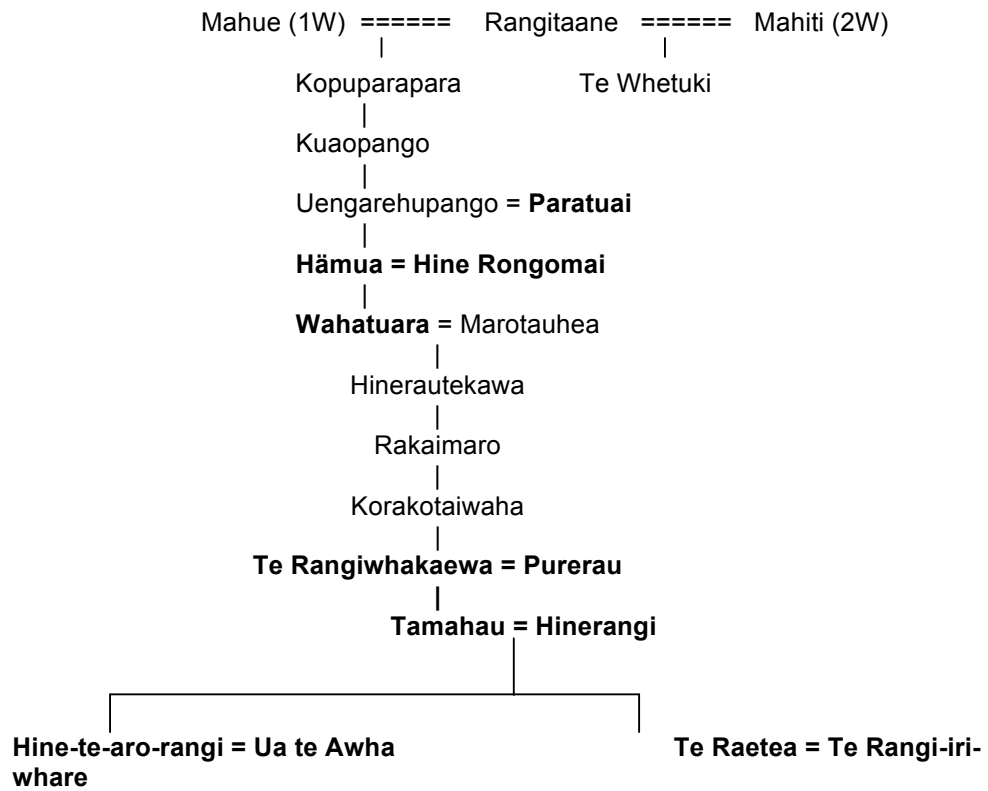 Mahue (1W) ====== Rangitaane ====== Mahiti (2W)
Kopuparapara Te Whetuki
Kuaopango
Uengarehupango = Paratuai
Hämua = Hine Rongomai
Wahatuara = Marotauhea
Hinerautekawa
Rakaimaro
Korakotaiwaha
Te Rangiwhakaewa = Purerau
Tamahau = Hinerangi
Hine-te-aro-rangi = Ua te Awha Te Raetea = Te Rangi-iri-
whare